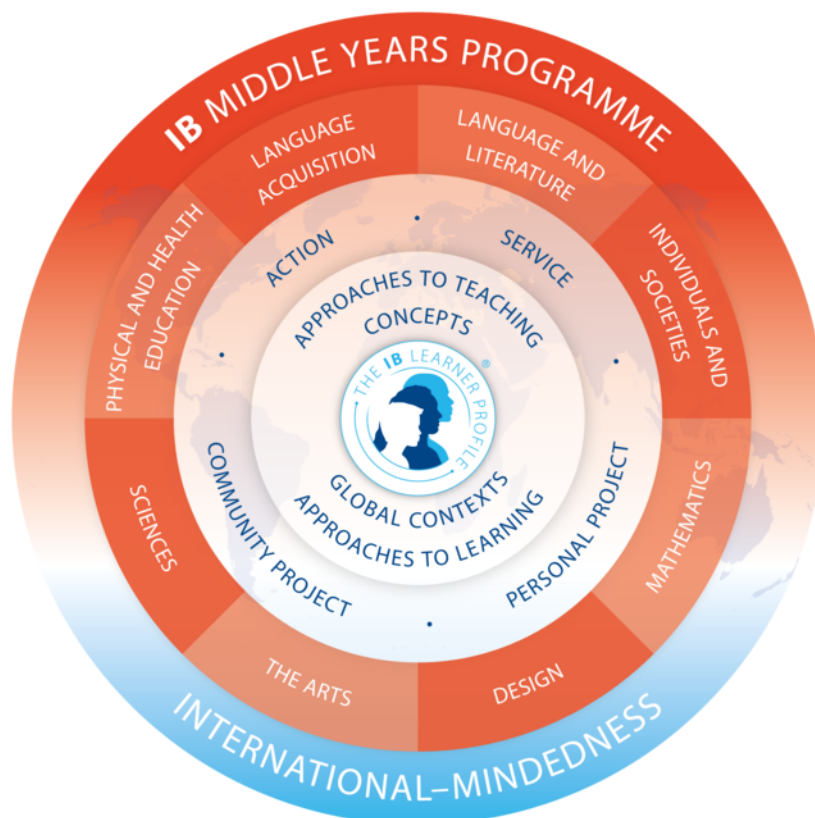 IB MIDDLE YEARS PROGRAMME
LANGUAGE
ACQUISITION
LANGUAGE AND
LITERATURE
PHYSICAL AND HEALTH
EDUCATION
INDIVIDUALS AND
SOCIETIES
ACTION
SERVICE
APPROACHES TO TEACHING
CONCEPTS
THE IB LEARNER PROFILE ®
GLOBAL CONTEXTS
APPROACHES TO LEARNING
COMMUNITY PROJECT
PERSONAL PROJECT
SCIENCES
MATHEMATICS
THE ARTS
DESIGN
INTERNATIONAL–MINDEDNESS